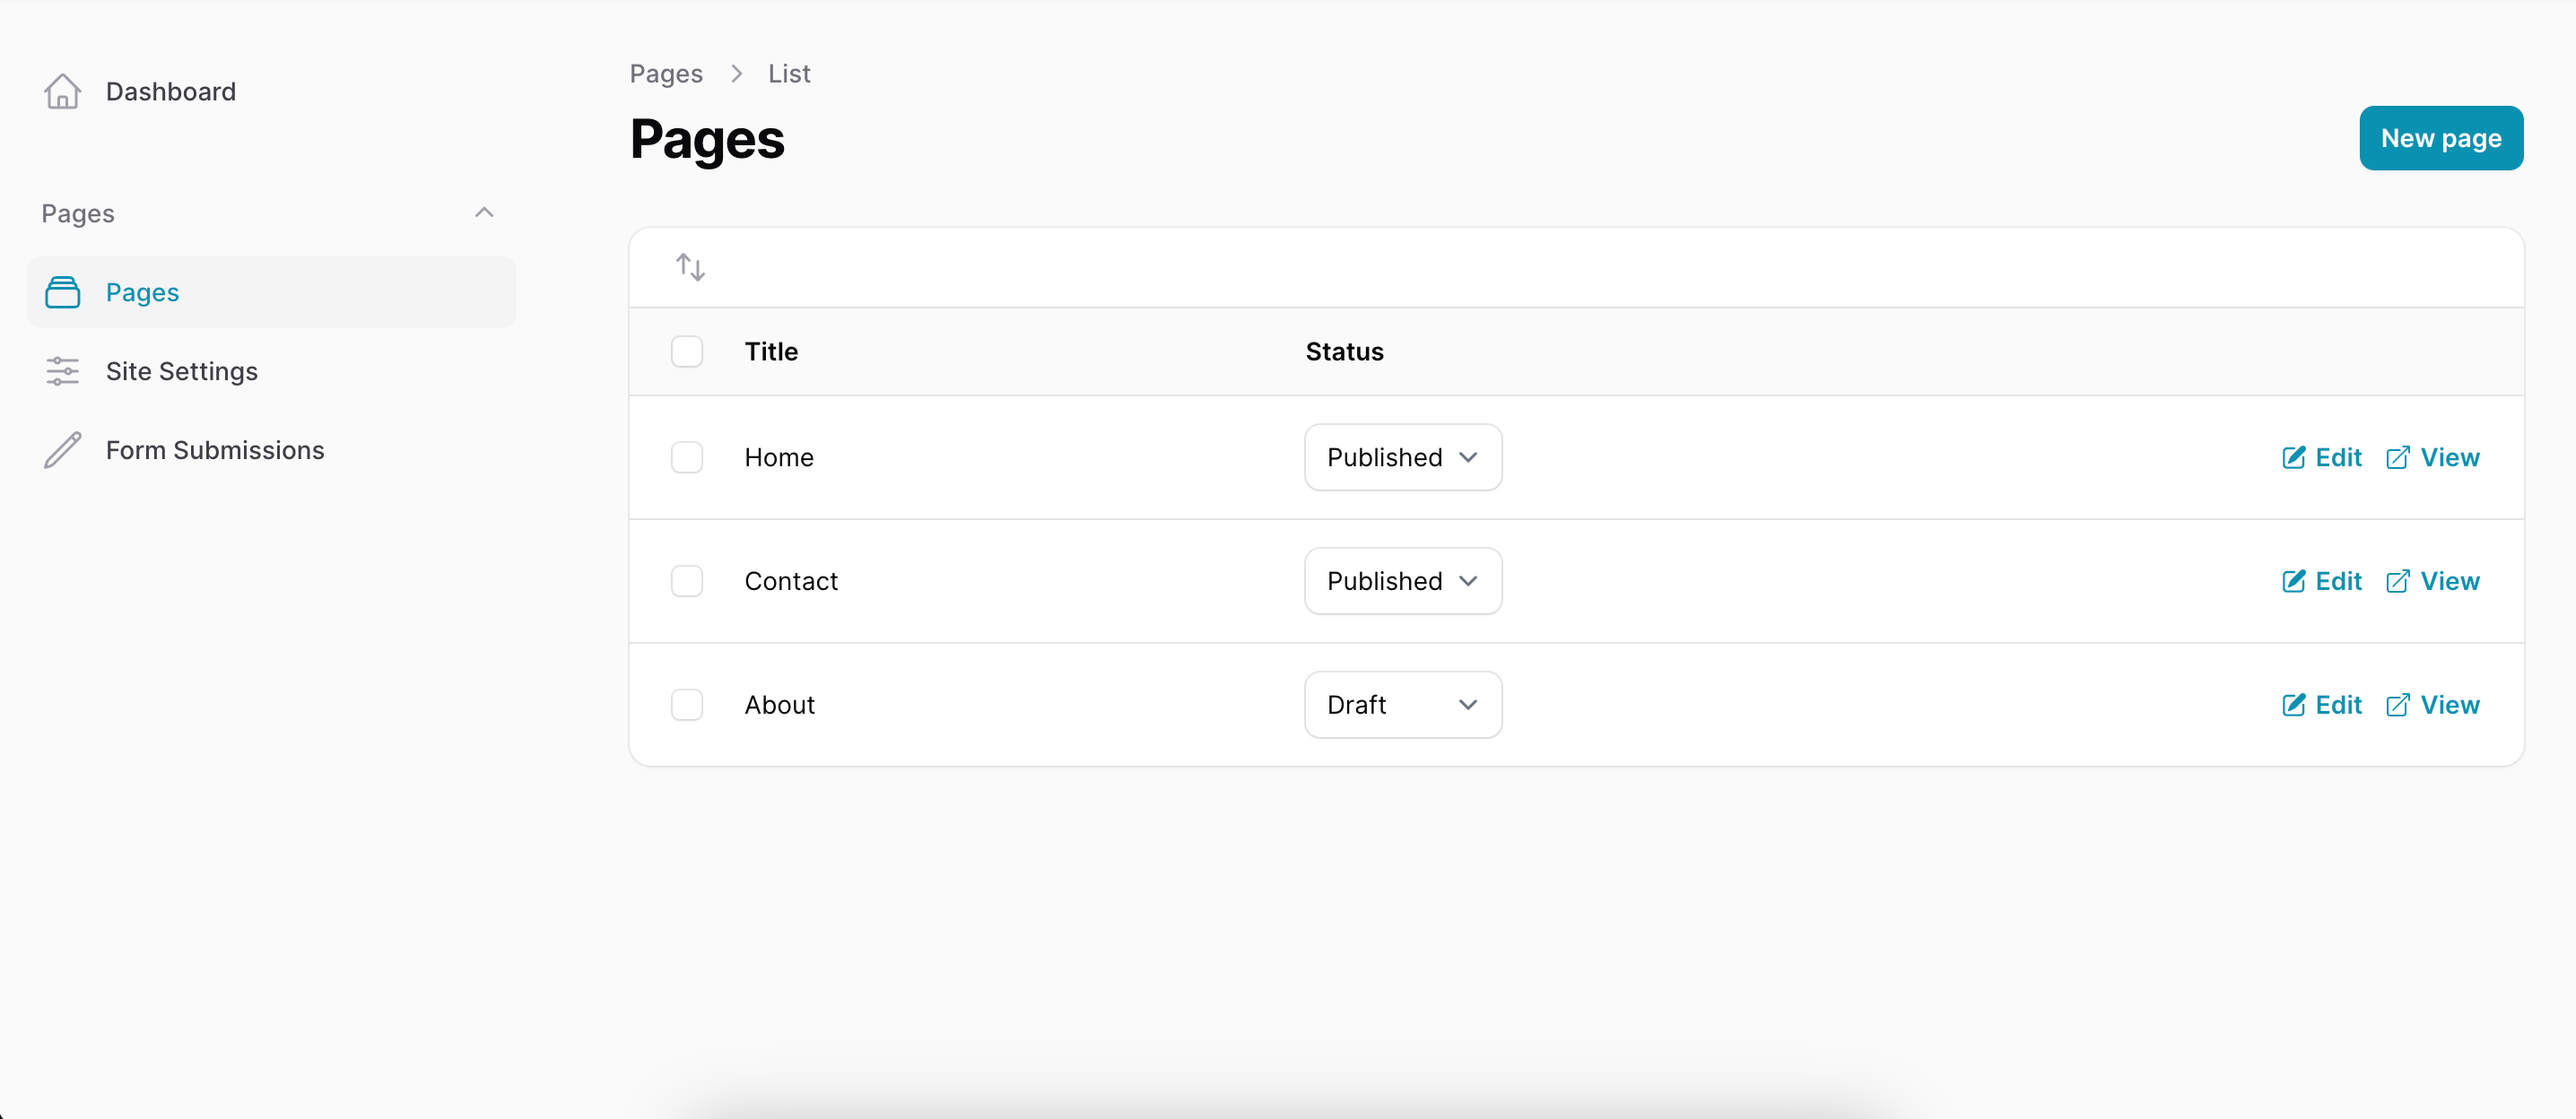 Dashboard
Pages
Pages
Site Settings
Form Submissions
Pages > List
Pages
New page
Title Status
Home Published Edit View
Contact Published Edit View
About Draft Edit View